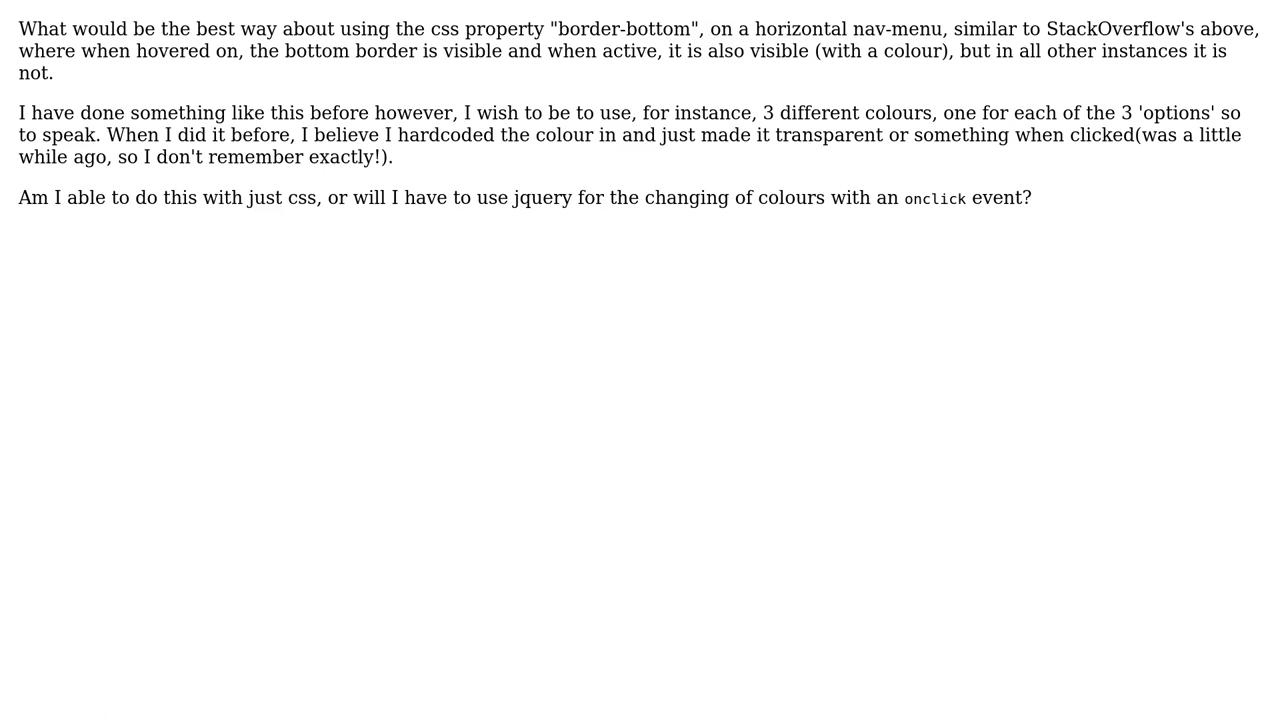 What would be the best way about using the css property "border-bottom", on a horizontal nav-menu, similar to StackOverflow's above,
where when hovered on, the bottom border is visible and when active, it is also visible (with a colour), but in all other instances it is
not.
I have done something like this before however, I wish to be to use, for instance, 3 different colours, one for each of the 3 'options' so
to speak. When I did it before, I believe I hardcoded the colour in and just made it transparent or something when clicked(was a little
while ago, so I don't remember exactly!).
Am I able to do this with just css, or will I have to use jquery for the changing of colours with an onclick event?